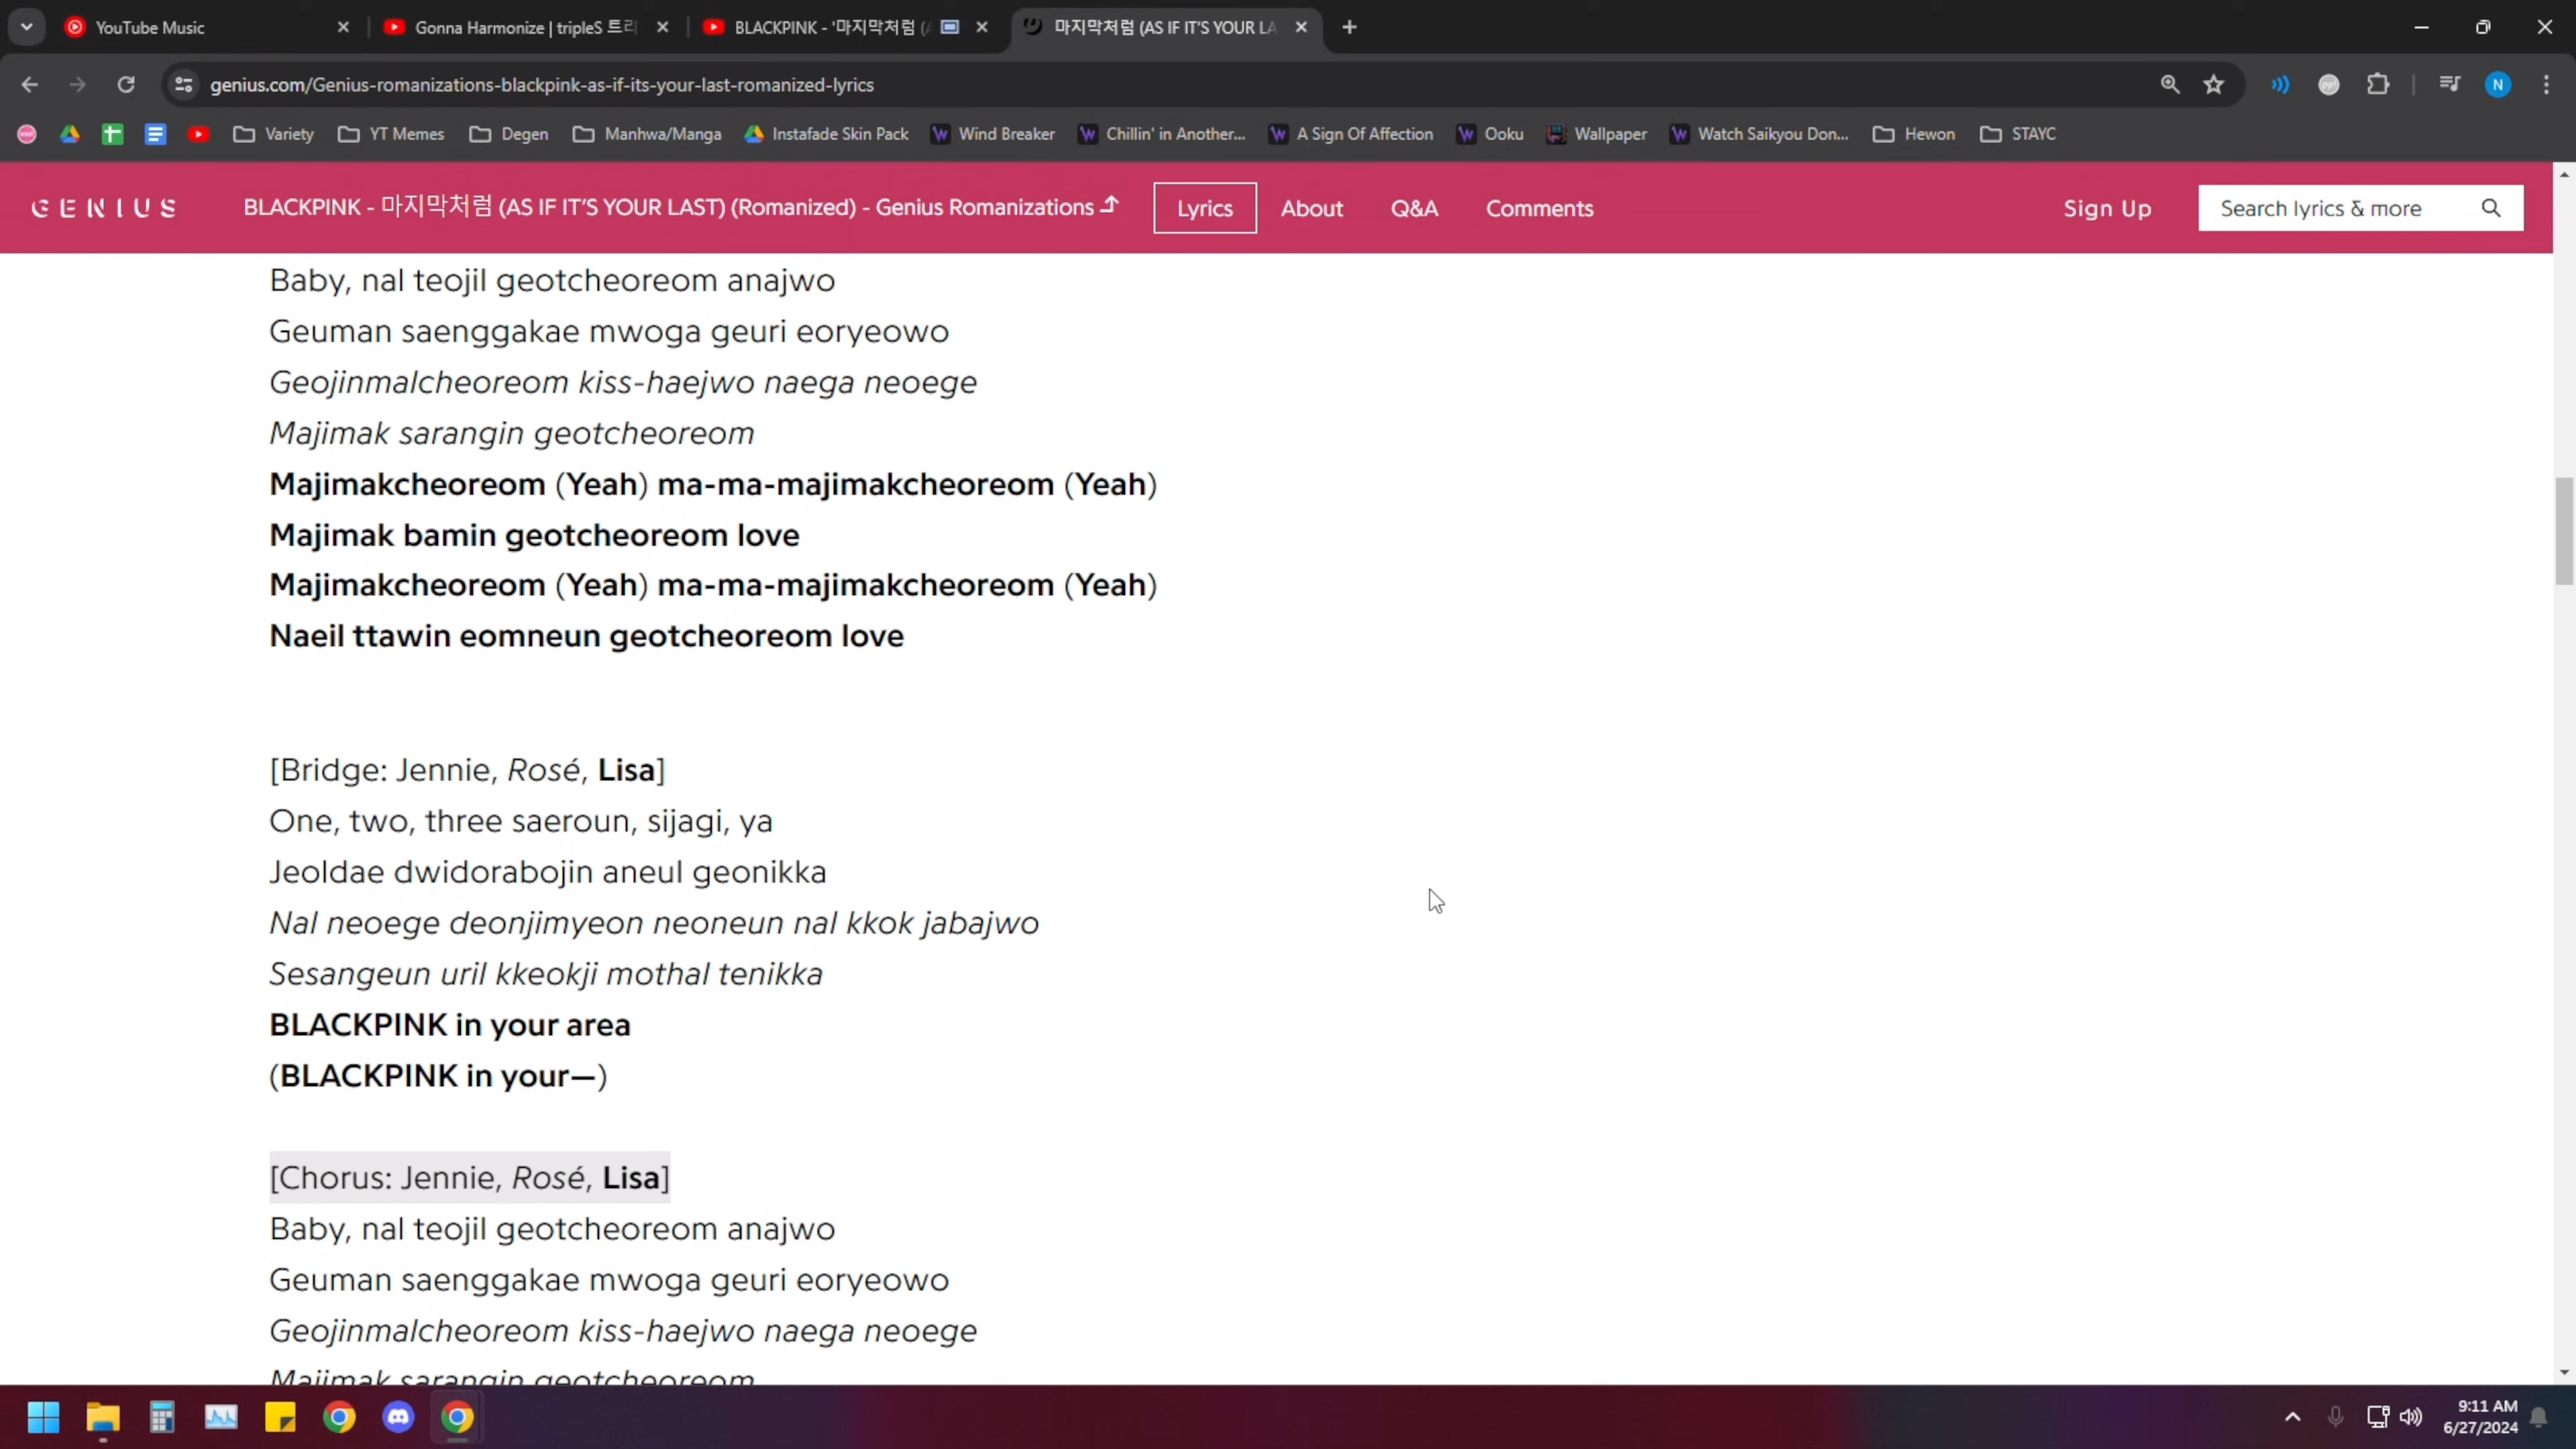 YouTube Music
Gonna Harmonize | tripleS 트리
BLACKPINK - '마지막처럼 (
마지막처럼 (AS IF IT'S YOUR LA
genius.com/Genius-romanizations-blackpink-as-if-its-your-last-romanized-lyrics
N
Variety
YT Memes
Degen
Manhwa/Manga
Instafade Skin Pack
Wind Breaker
Chillin' in Another...
A Sign Of Affection
Ooku
Wallpaper
Watch Saikyou Don...
Hewon
STAYC
GENIUS
BLACKPINK - 마지막처럼 (AS IF IT'S YOUR LAST) (Romanized) - Genius Romanizations
Lyrics
About
Q&A
Comments
Sign Up
Search lyrics & more
Baby, nal teojil geotcheoreom anajwo
Geuman saenggakae mwoga geuri eoryeowo
Geojinmalcheoreom kiss-haejwo naega neoege
Majimak sarangin geotcheoreom
Majimakcheoreom (Yeah) ma-ma-majimakcheoreom (Yeah)
Majimak bamin geotcheoreom love
Majimakcheoreom (Yeah) ma-ma-majimakcheoreom (Yeah)
Naeil ttawin eomneun geotcheoreom love
[Bridge: Jennie, Rosé, Lisa]
One, two, three saeroun, sijagi, ya
Jeoldae dwidorabojin aneul geonikka
Nal neoege deonjimyeon neoneun nal kkok jabajwo
Sesangeun uril kkeokji mothal tenikka
BLACKPINK in your area
(BLACKPINK in your—)
[Chorus: Jennie, Rosé, Lisa]
Baby, nal teojil geotcheoreom anajwo
Geuman saenggakae mwoga geuri eoryeowo
Geojinmalcheoreom kiss-haejwo naega neoege
Majimak sarangin geotcheoreom
9:11 AM
6/27/2024